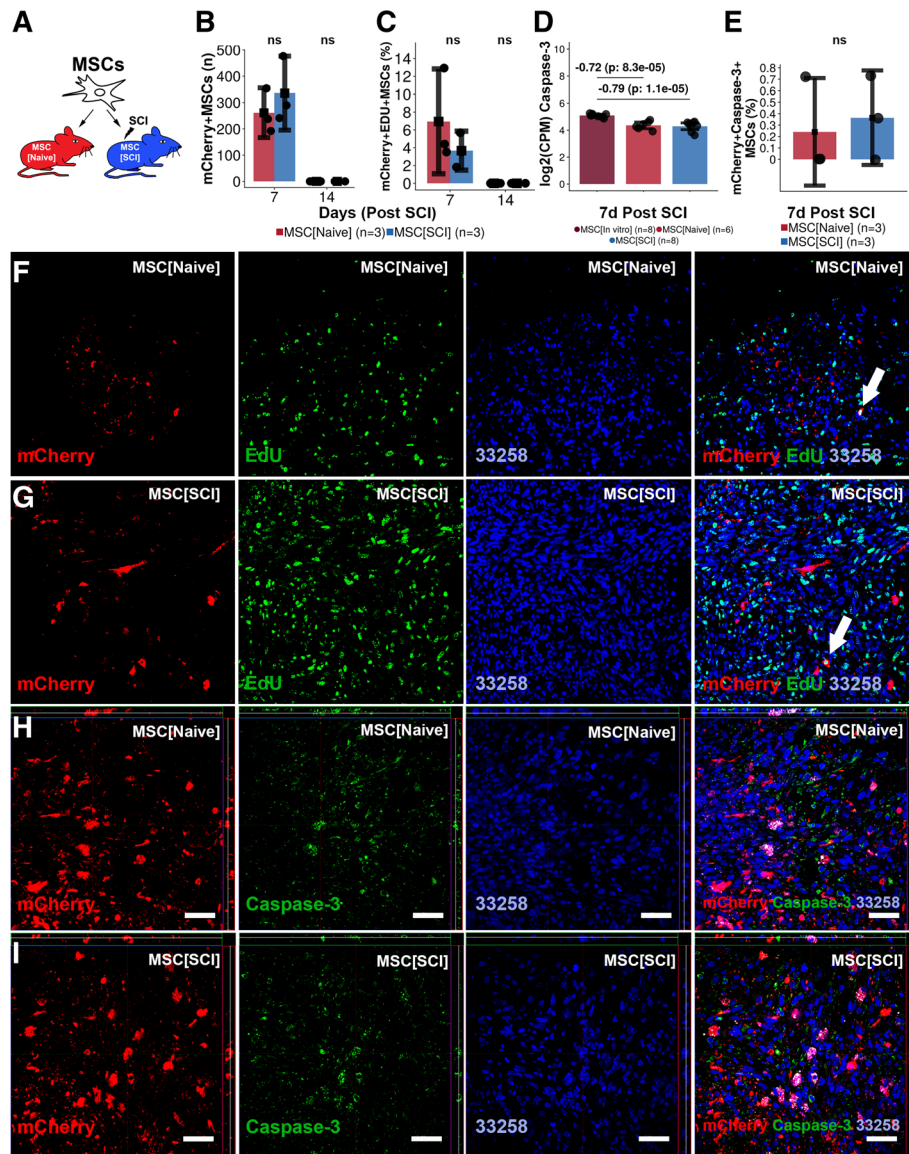 A
MSCs
SCI
MSC
[Naive]
MSC
[SCI]
B
ns
ns
mCherry+MSCs (n)
500
400
300
200
100
0
7
14
C
ns
ns
mCherry+EDU+MSCs (%)
14
12
10
8
6
4
2
0
7
14
Days (Post SCI)
MSC[Naive] (n=3)
MSC[SCI] (n=3)
D
log2(CPM) Caspase-3
10.0
7.5
5.0
2.5
0.0
-0.72 (p: 8.3e-05)
-0.79 (p: 1.1e-05)
7d Post SCI
MSC[In vitro] (n=8)
MSC[Naive] (n=6)
MSC[SCI] (n=8)
E
ns
mCherry+Caspase-3+
MSCs (%)
0.8
0.7
0.6
0.5
0.4
0.3
0.2
0.1
0
7d Post SCI
MSC[Naive] (n=3)
MSC[SCI] (n=3)
F
MSC[Naive]
MSC[Naive]
MSC[Naive]
MSC[Naive]
mCherry
EdU
33258
mCherry EdU 33258
G
MSC[SCI]
MSC[SCI]
MSC[SCI]
MSC[SCI]
mCherry
EdU
33258
mCherry EdU 33258
H
MSC[Naive]
MSC[Naive]
MSC[Naive]
MSC[Naive]
mCherry
Caspase-3
33258
mCherry Caspase-3 33258
I
MSC[SCI]
MSC[SCI]
MSC[SCI]
MSC[SCI]
mCherry
Caspase-3
33258
mCherry Caspase-3 33258